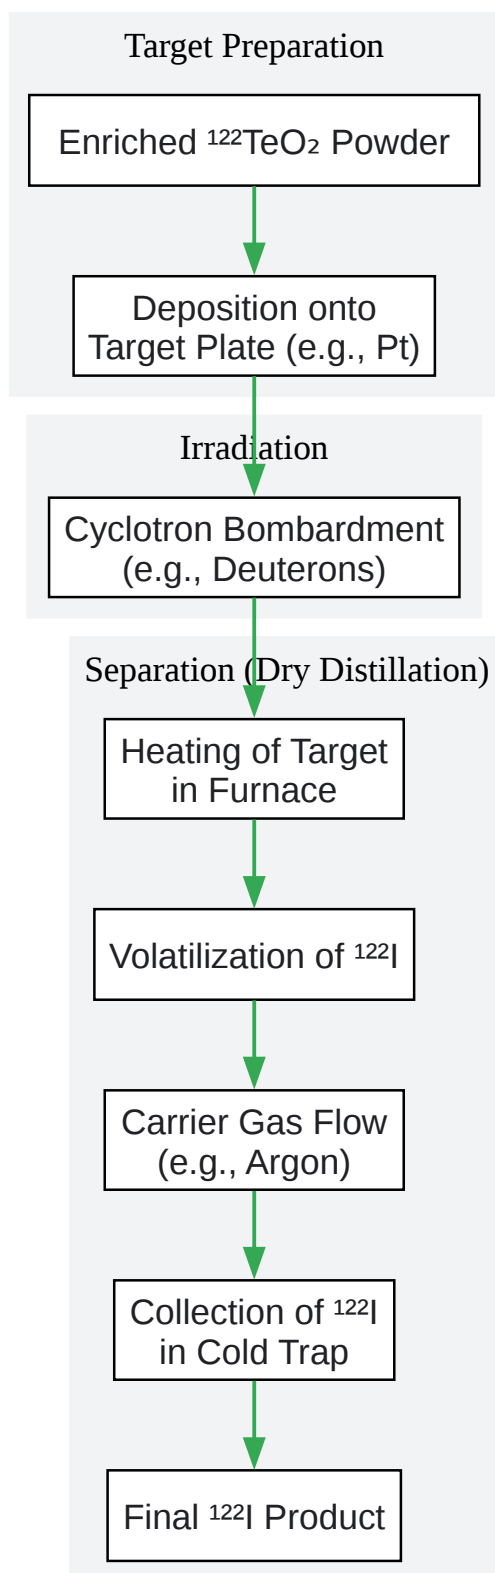 Target Preparation
Enriched ¹²²TeO₂ Powder
Deposition onto
Target Plate (e.g., Pt)
Irradiation
Cyclotron Bombardment
(e.g., Deuterons)
Separation (Dry Distillation)
Heating of Target
in Furnace
Volatilization of ¹²²I
Carrier Gas Flow
(e.g., Argon)
Collection of ¹²²I
in Cold Trap
Final ¹²²I Product